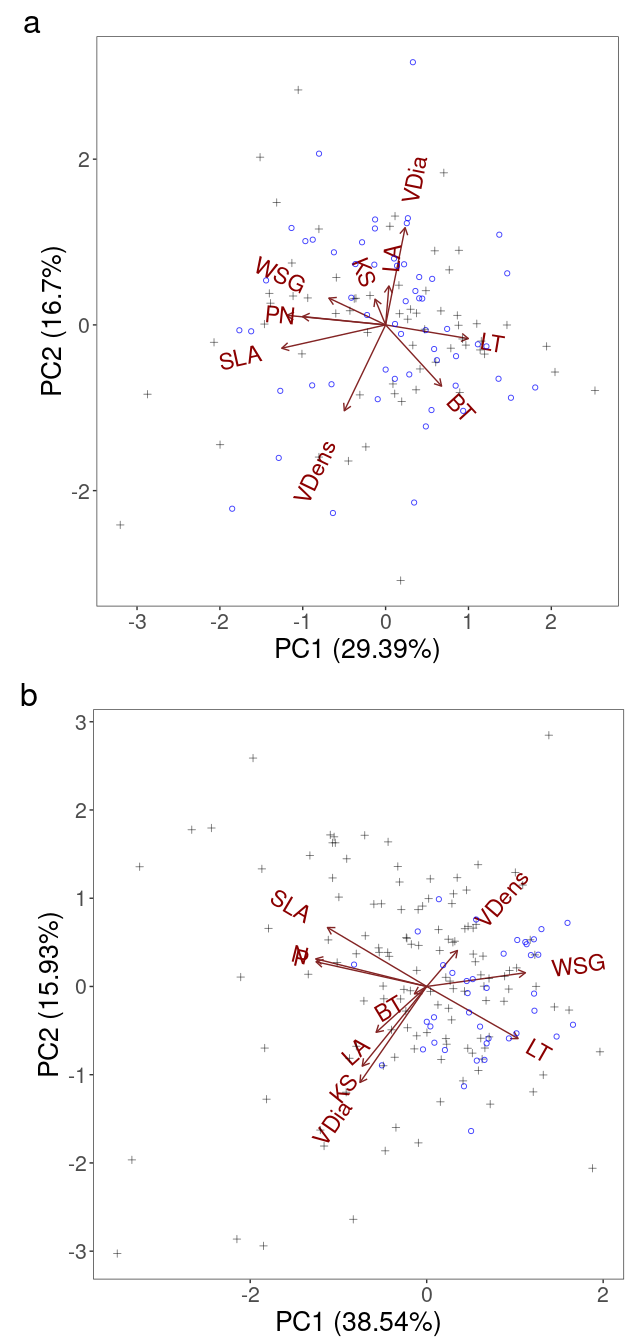 a
VDia
LA
KS
WSG
PN
SLA
LT
BT
VDens
2
0
-2
-3
-2
-1
0
1
2
PC2 (16.7%)
PC1 (29.39%)
b
3
2
1
0
-1
-2
-3
SLA
VDens
N
WSG
BT
LA
LT
KS
VDia
-2
0
2
PC2 (15.93%)
PC1 (38.54%)